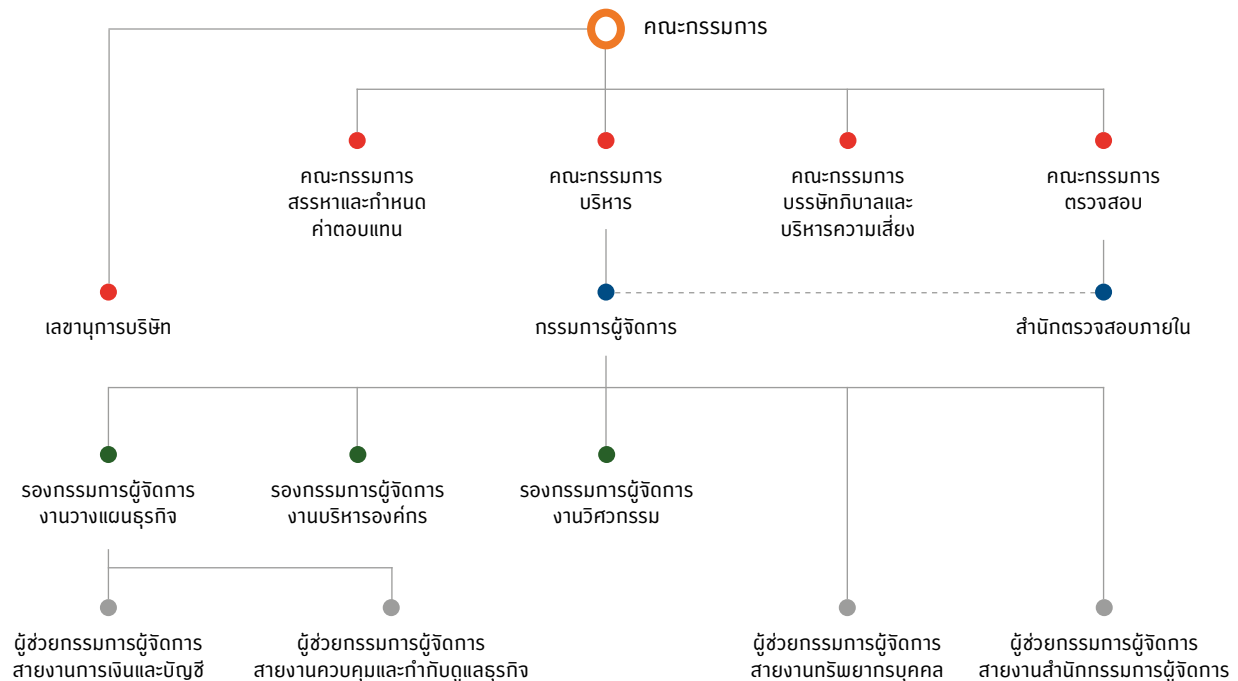 คณะกรรมการ
คณะกรรมการ
สรรหาและกำหนด
ค่าตอบแทน
คณะกรรมการ
บริหาร
คณะกรรมการ
บรรษัทภิบาลและ
บริหารความเสี่ยง
คณะกรรมการ
ตรวจสอบ
เลขานุการบริษัท
กรรมการผู้จัดการ
สำนักตรวจสอบภายใน
รองกรรมการผู้จัดการ
งานวางแผนธุรกิจ
รองกรรมการผู้จัดการ
งานบริหารองค์กร
รองกรรมการผู้จัดการ
งานวิศวกรรม
ผู้ช่วยกรรมการผู้จัดการ
สายงานการเงินและบัญชี
ผู้ช่วยกรรมการผู้จัดการ
สายงานควบคุมและกำกับดูแลธุรกิจ
ผู้ช่วยกรรมการผู้จัดการ
สายงานทรัพยากรบุคคล
ผู้ช่วยกรรมการผู้จัดการ
สายงานสำนักกรรมการผู้จัดการ